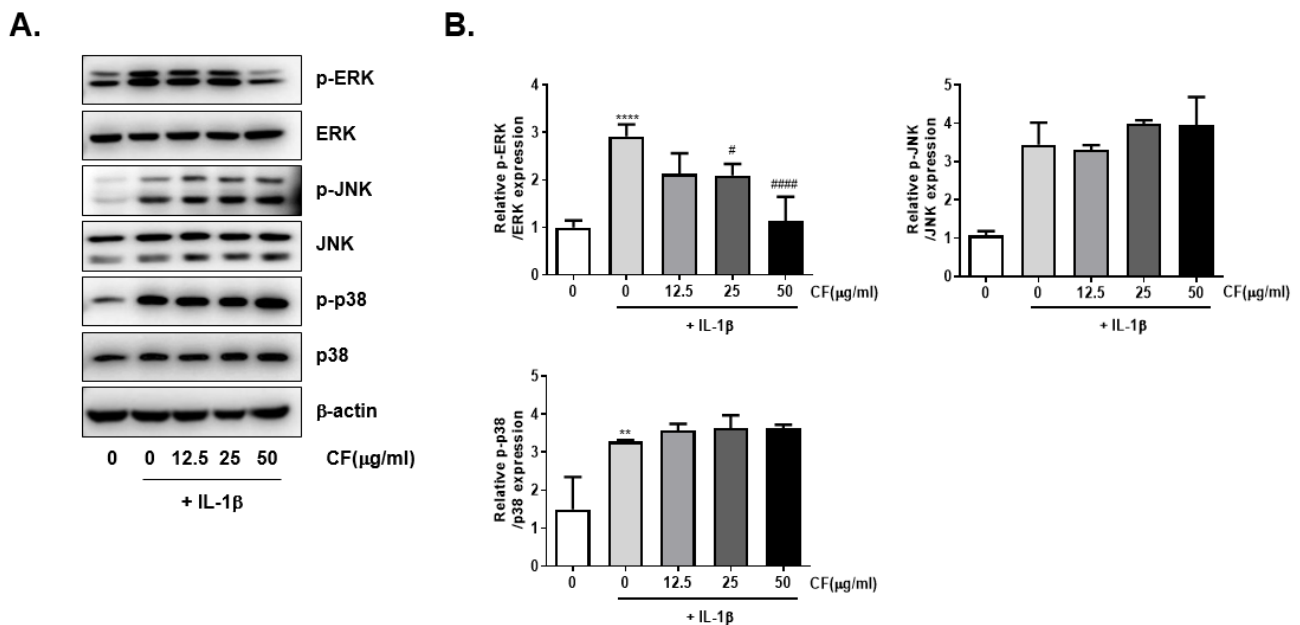 A.
p-ERK
ERK
p-JNK
JNK
p-p38
p38
β-actin
0 0 12.5 25 50 CF(μg/ml)
+ IL-1β
B.
Relative p-ERK
/ERK expression
4
3
2
1
0
****
#
####
0 0 12.5 25 50 CF(μg/ml)
+ IL-1β
Relative p-JNK
/JNK expression
5
4
3
2
1
0
0 0 12.5 25 50 CF(μg/ml)
+ IL-1β
Relative p-p38
/p38 expression
5
4
3
2
1
0
**
0 0 12.5 25 50 CF(μg/ml)
+ IL-1β